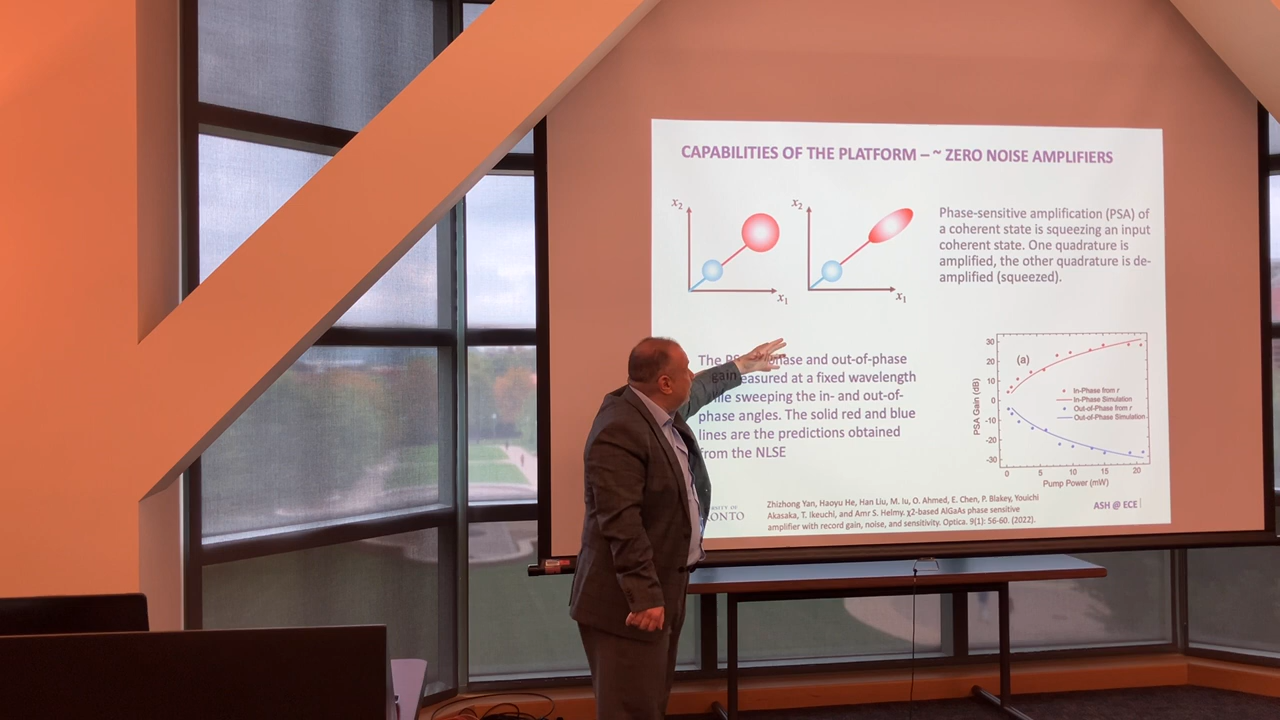 CAPABILITIES OF THE PLATFORM – ~ ZERO NOISE AMPLIFIERS
x2
x1
x2
x1
Phase-sensitive amplification (PSA) of
a coherent state is squeezing an input
coherent state. One quadrature is
amplified, the other quadrature is de-
amplified (squeezed).
The phase and out-of-phase
gain measured at a fixed wavelength
while sweeping the in- and out-of-
phase angles. The solid red and blue
lines are the predictions obtained
from the NLSE
(a)
PSA Gain (dB)
30
20
10
0
-10
-20
-30
In-Phase from r
In-Phase Simulation
Out-of-Phase from r
Out-of-Phase Simulation
0 5 10 15 20
Pump Power (mW)
Zhizhong Yan, Haoyu He, Han Liu, M. Iu, O. Ahmed, E. Chen, P. Blakey, Youichi
Akasaka, T. Ikeuchi, and Amr S. Helmy. χ2-based AlGaAs phase sensitive
amplifier with record gain, noise, and sensitivity. Optica. 9(1): 56-60. (2022).
ASH @ ECE |